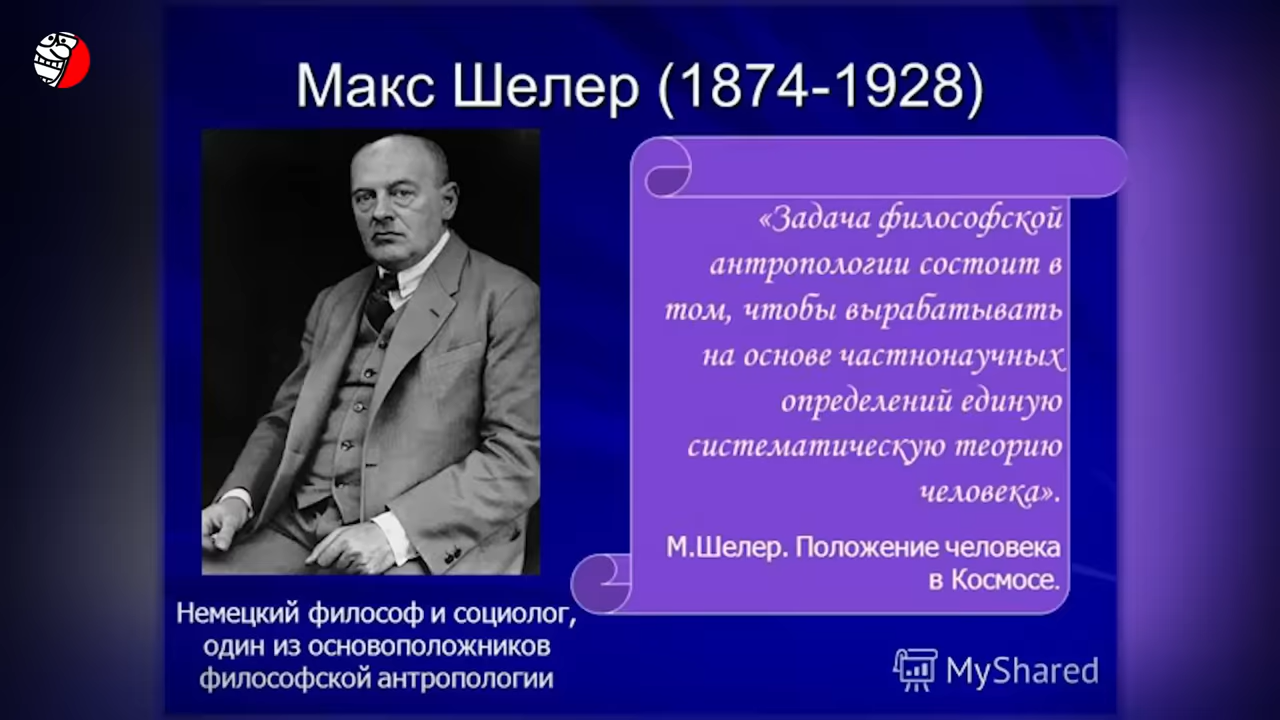 Макс Шелер (1874-1928)
«Задача философской
антропологии состоит в
том, чтобы вырабатывать
на основе частнонаучных
определений единую
систематическую теорию
человека».
М.Шелер. Положение человека
в Космосе.
Немецкий философ и социолог,
один из основоположников
философской антропологии
MyShared